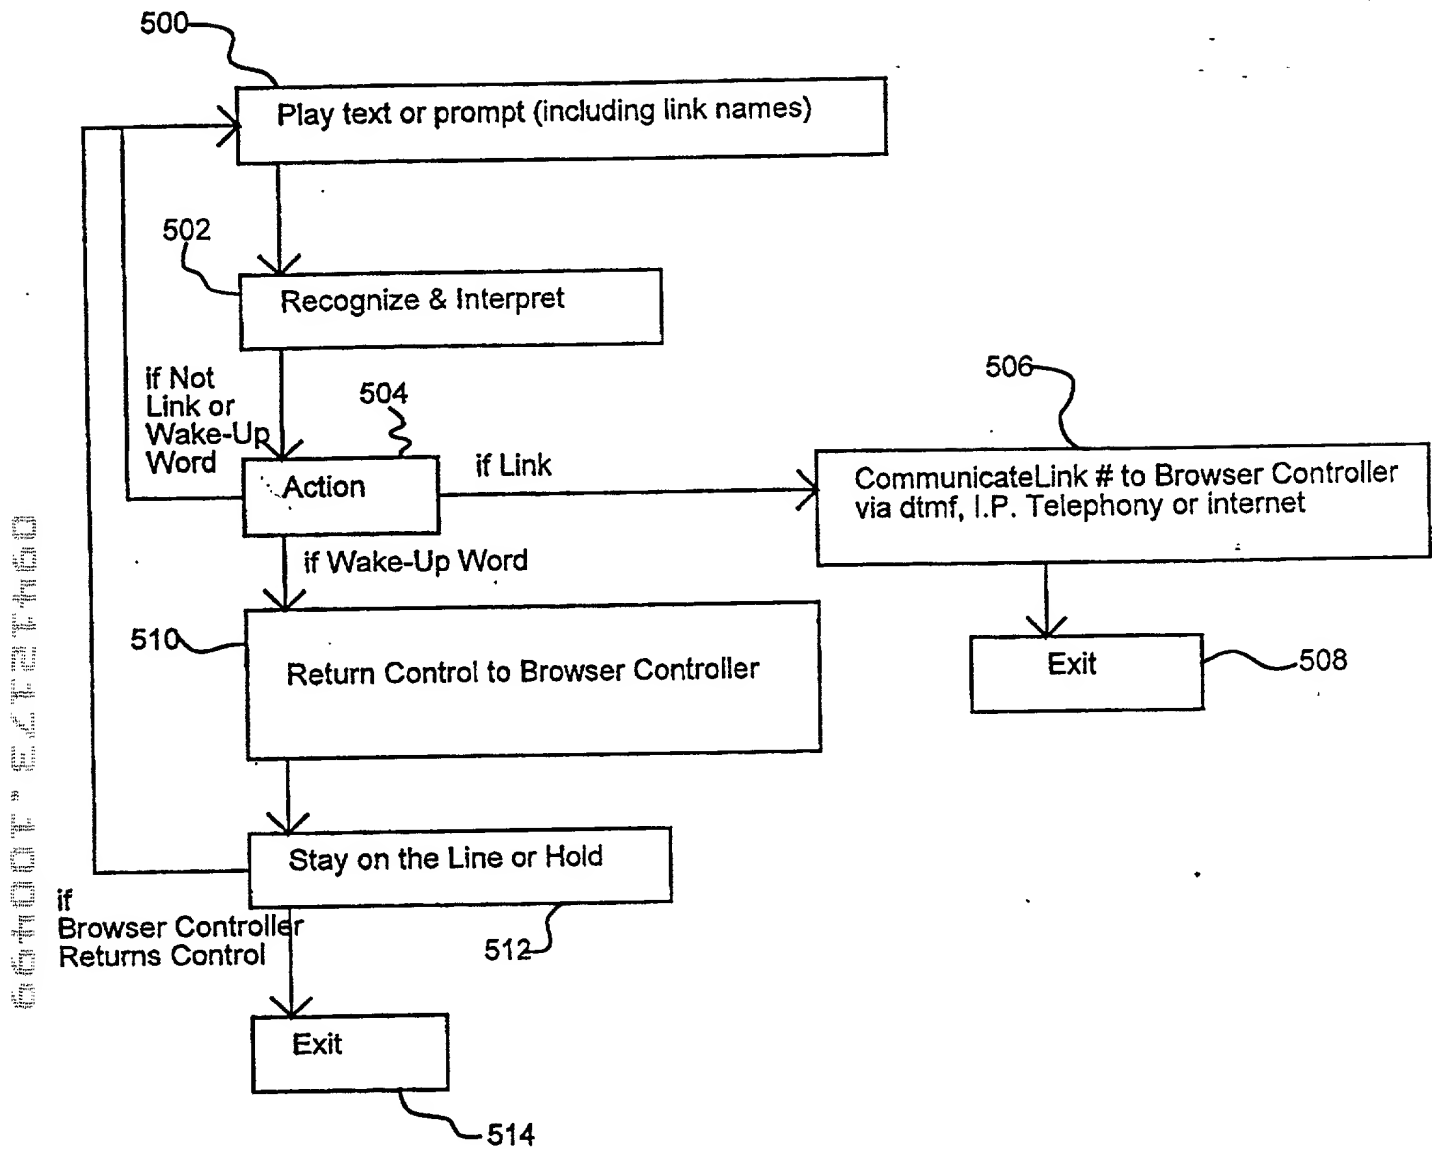 500
Play text or prompt (including link names)
502
Recognize & Interpret
if Not
Link or
Wake-Up
Word
504
Action
if Link
506
CommunicateLink # to Browser Controller
via dtmf, I.P. Telephony or internet
if Wake-Up Word
510
Return Control to Browser Controller
Exit
508
Stay on the Line or Hold
if
Browser Controller
Returns Control
512
Exit
514